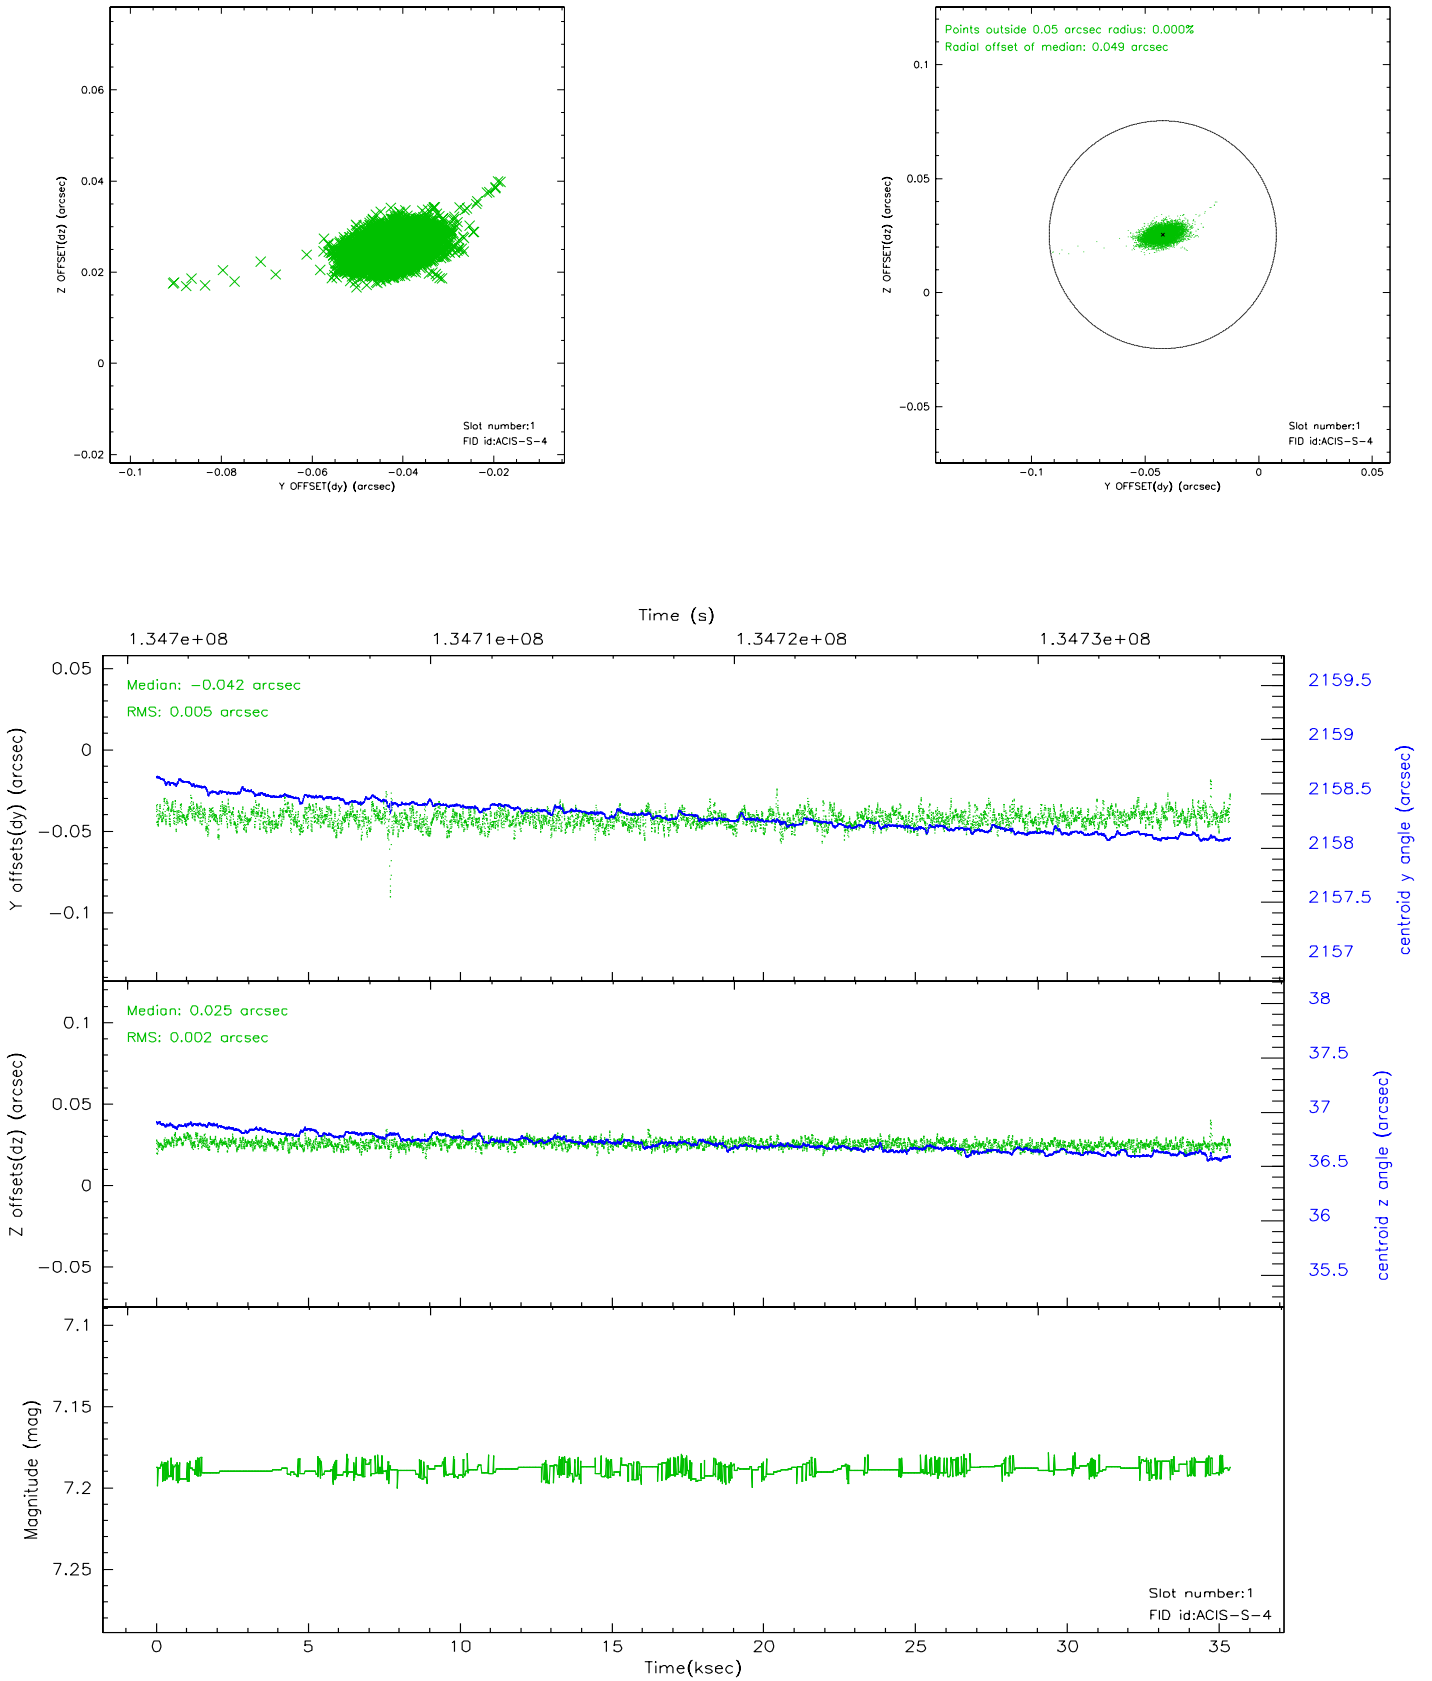 0.06
0.04
0.02
0
-0.02
Z OFFSET(dz) (arcsec)
Slot number:1
FID id:ACIS-S-4
-0.1
-0.08
-0.06
-0.04
-0.02
Y OFFSET(dy) (arcsec)
Points outside 0.05 arcsec radius: 0.000%
Radial offset of median: 0.049 arcsec
0.1
0.05
0
-0.05
Z OFFSET(dz) (arcsec)
Slot number:1
FID id:ACIS-S-4
-0.1
-0.05
0
0.05
Y OFFSET(dy) (arcsec)
Time (s)
1.347e+08
1.3471e+08
1.3472e+08
1.3473e+08
Median: -0.042 arcsec
RMS: 0.005 arcsec
0.05
0
-0.05
-0.1
Y offsets(dy) (arcsec)
2159.5
2159
2158.5
2158
2157.5
2157
centroid y angle (arcsec)
Median: 0.025 arcsec
RMS: 0.002 arcsec
0.1
0.05
0
-0.05
Z offsets(dz) (arcsec)
38
37.5
37
36.5
36
35.5
centroid z angle (arcsec)
7.1
7.15
7.2
7.25
Magnitude (mag)
Slot number:1
FID id:ACIS-S-4
0
5
10
15
20
25
30
35
Time(ksec)